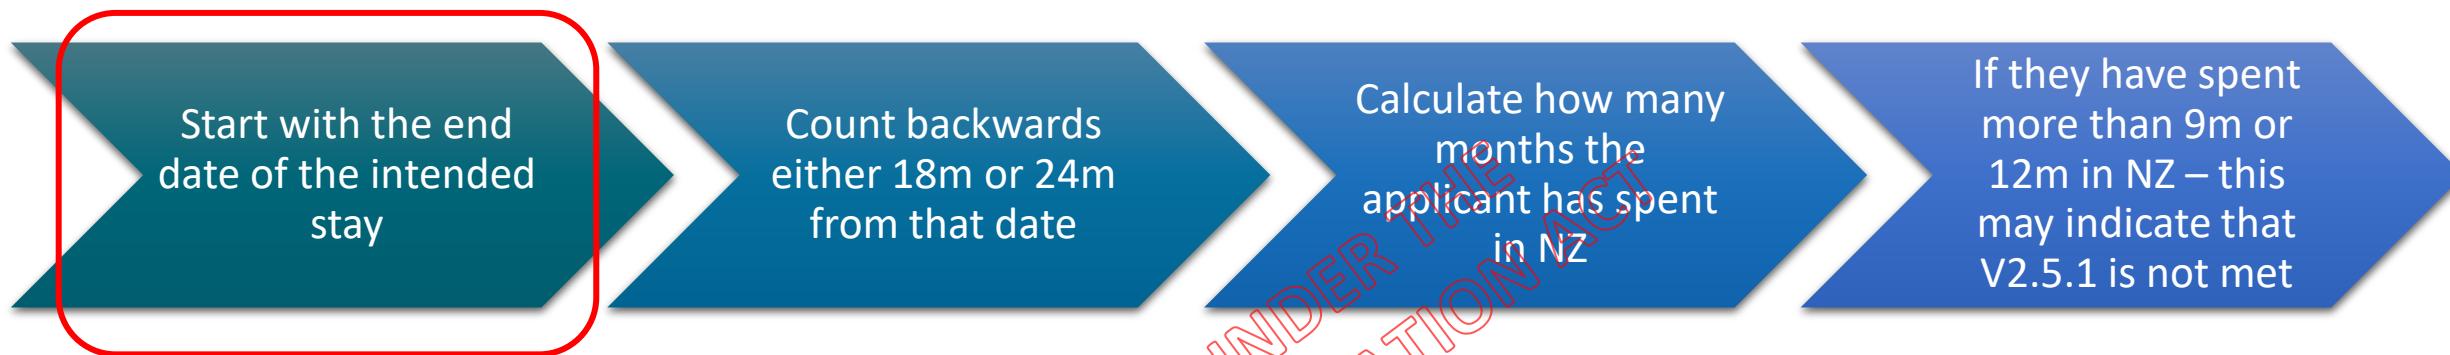 Start with the end
date of the intended
stay
Count backwards
either 18m or 24m
from that date
Calculate how many
months the
applicant has spent
in NZ
If they have spent
more than 9m or
12m in NZ – this
may indicate that
V2.5.1 is not met
UNDER THE
ATION ACT